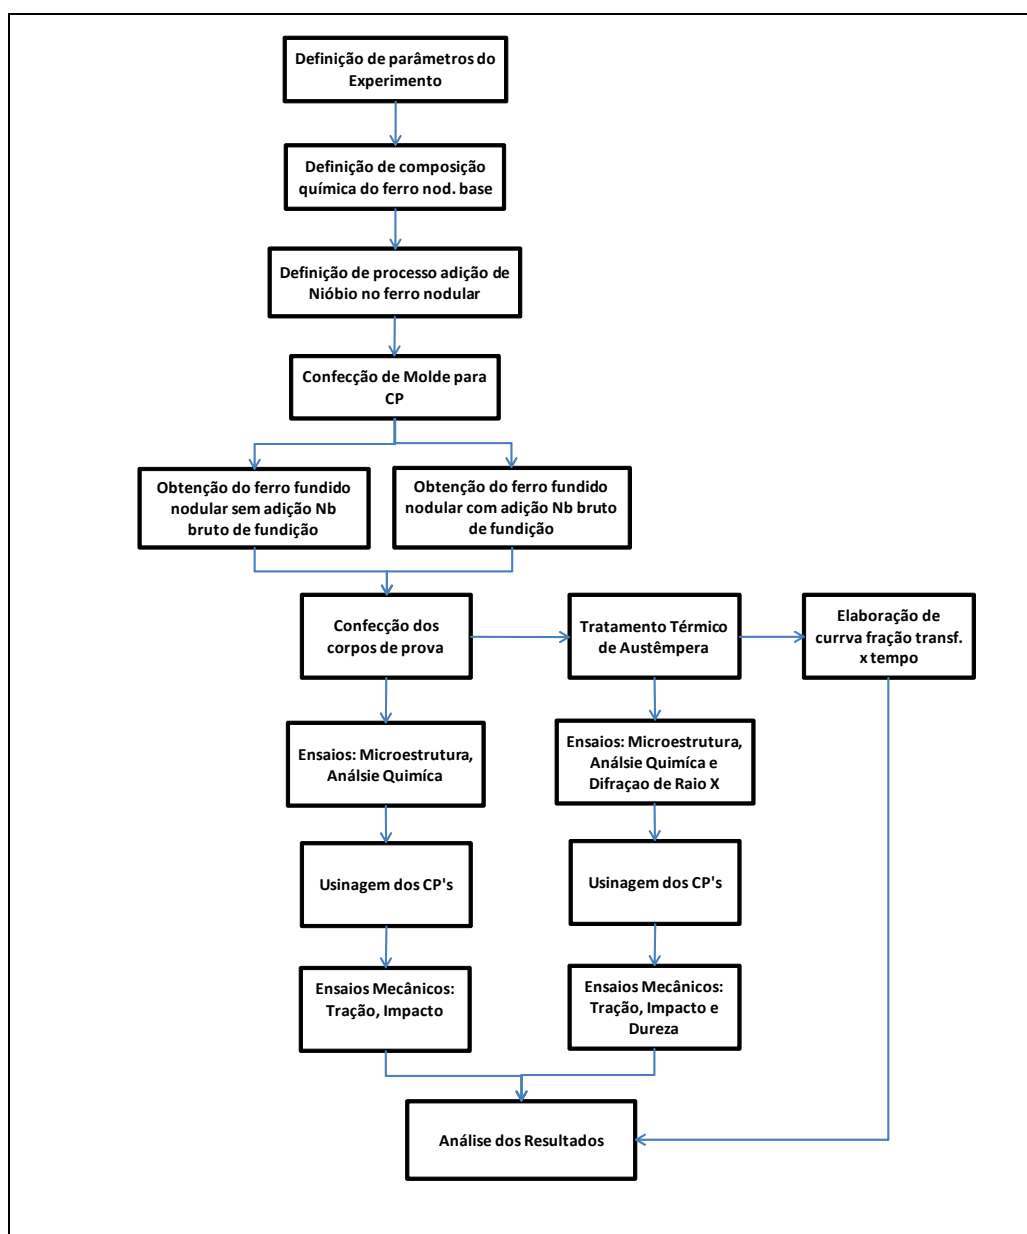 Definição de parâmetros do
Experimento
Definição de composição
química do ferro nod. base
Definição de processo adição de
Nióbio no ferro nodular
Confecção de Molde para
CP
Obtenção do ferro fundido
nodular sem adição Nb
bruto de fundição
Obtenção do ferro fundido
nodular com adição Nb bruto
de fundição
Confecção dos
corpos de prova
Tratamento Térmico
de Austêmpera
Elaboração de
currva fração transf.
x tempo
Ensaios: Microestrutura,
Análsie Quimíca
Ensaios: Microestrutura,
Análsie Quimíca e
Difraçao de Raio X
Usinagem dos CP's
Usinagem dos CP's
Ensaios Mecânicos:
Tração, Impacto
Ensaios Mecânicos:
Tração, Impacto e
Dureza
Análise dos Resultados